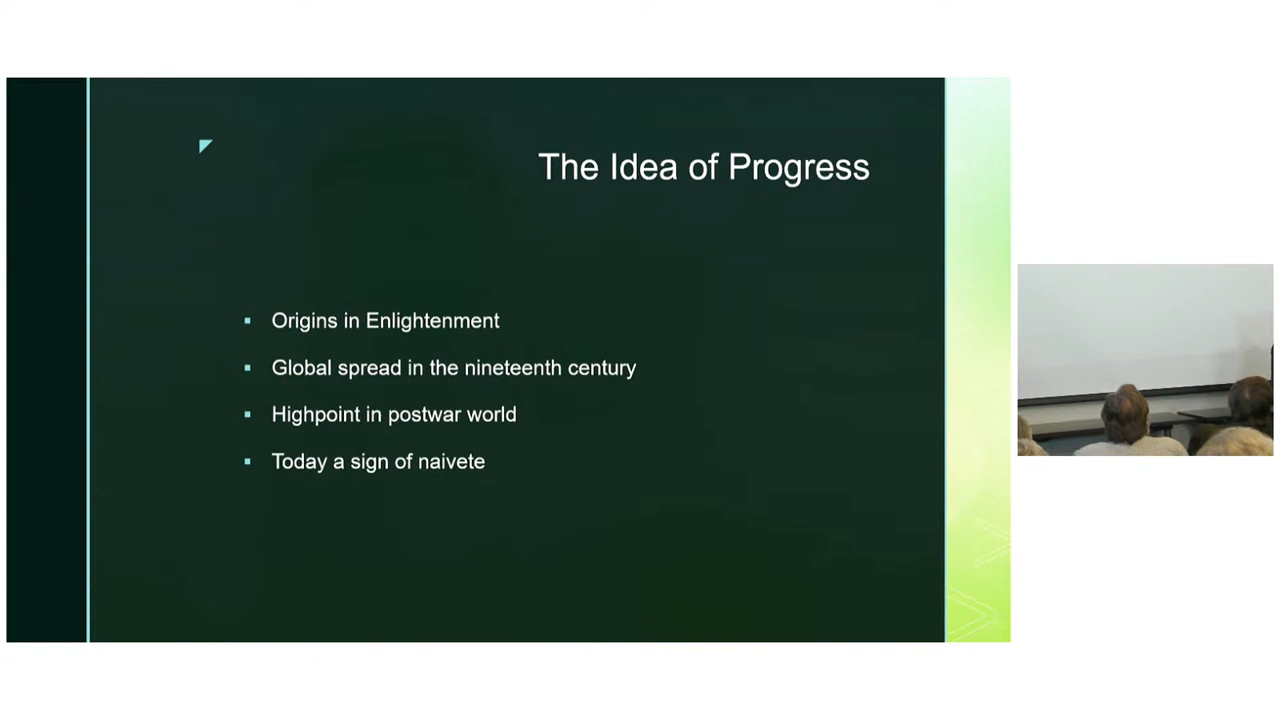 The Idea of Progress
Origins in Enlightenment
Global spread in the nineteenth century
Highpoint in postwar world
Today a sign of naivete